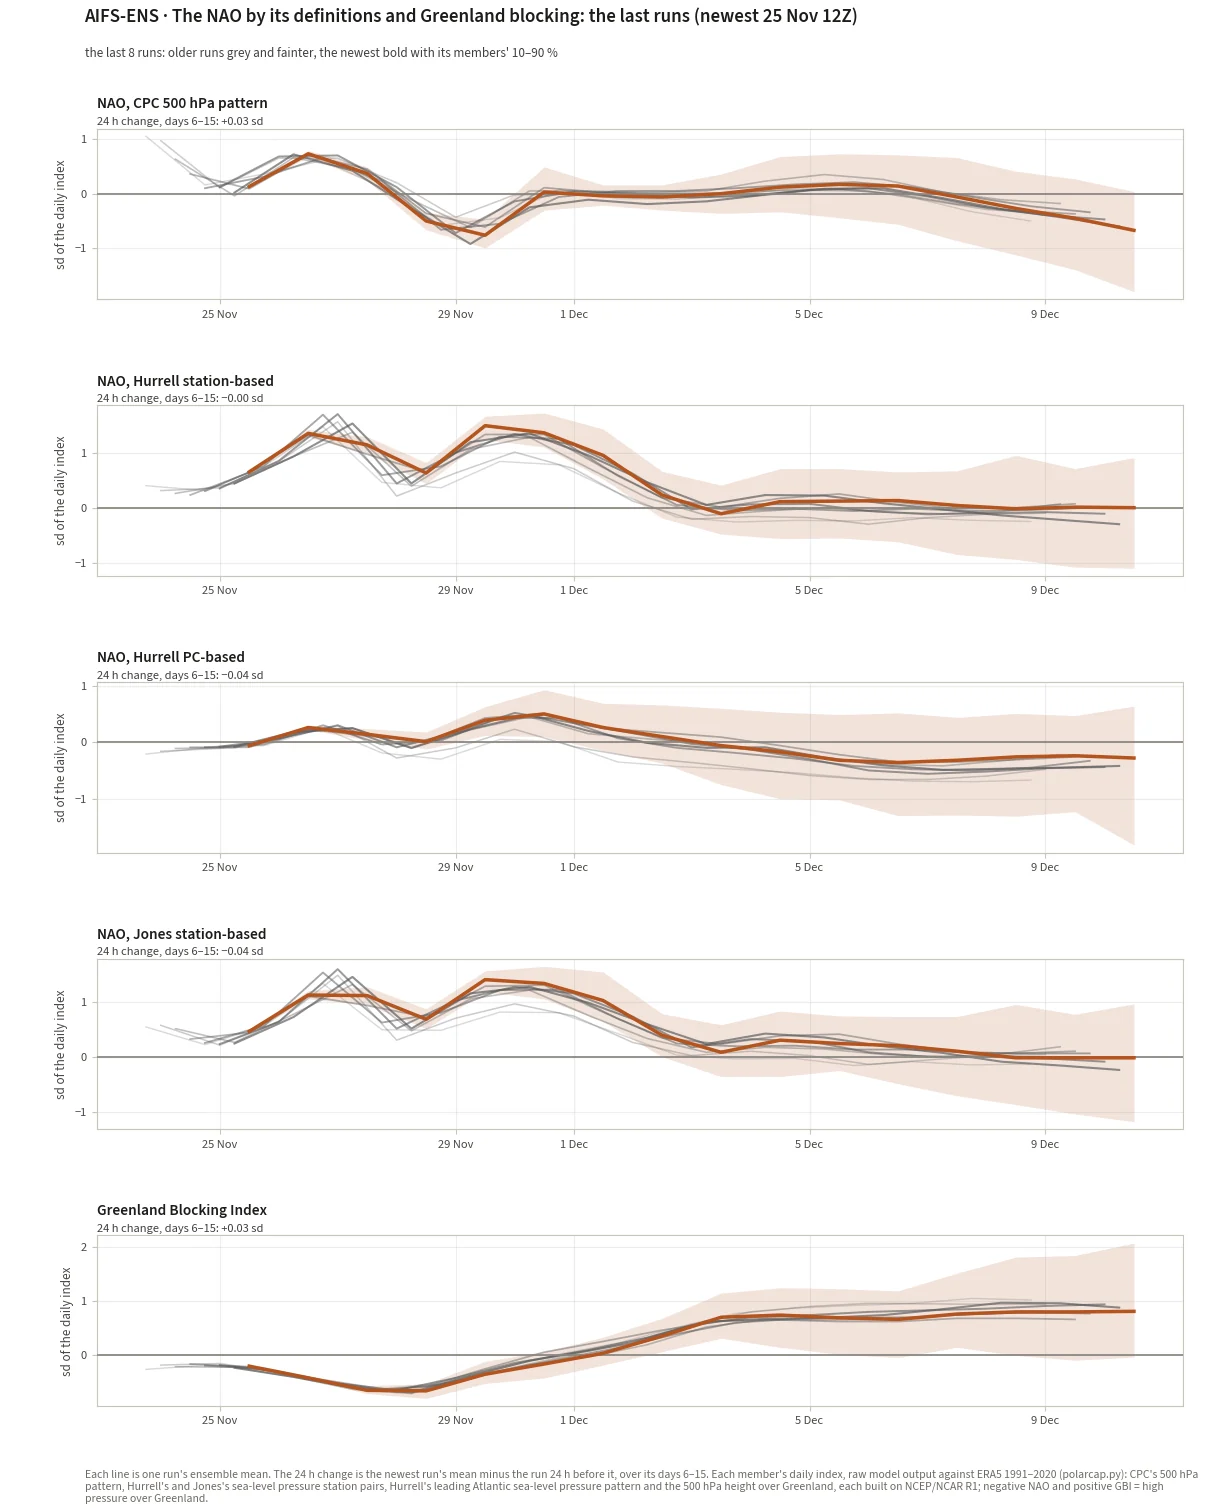 AIFS-ENS · The NAO by its definitions and Greenland blocking: the last runs (newest 25 Nov 12Z)
the last 8 runs: older runs grey and fainter, the newest bold with its members' 10–90 %
NAO, CPC 500 hPa pattern
24 h change, days 6–15: +0.03 sd
sd of the daily index
1
0
−1
25 Nov
29 Nov
1 Dec
5 Dec
9 Dec
NAO, Hurrell station-based
24 h change, days 6–15: −0.00 sd
sd of the daily index
1
0
−1
25 Nov
29 Nov
1 Dec
5 Dec
9 Dec
NAO, Hurrell PC-based
24 h change, days 6–15: −0.04 sd
sd of the daily index
1
0
−1
25 Nov
29 Nov
1 Dec
5 Dec
9 Dec
NAO, Jones station-based
24 h change, days 6–15: −0.04 sd
sd of the daily index
1
0
−1
25 Nov
29 Nov
1 Dec
5 Dec
9 Dec
Greenland Blocking Index
24 h change, days 6–15: +0.03 sd
sd of the daily index
2
1
0
25 Nov
29 Nov
1 Dec
5 Dec
9 Dec
Each line is one run's ensemble mean. The 24 h change is the newest run's mean minus the run 24 h before it, over its days 6–15. Each member's daily index, raw model output against ERA5 1991–2020 (polarcap.py): CPC's 500 hPa
pattern, Hurrell's and Jones's sea-level pressure station pairs, Hurrell's leading Atlantic sea-level pressure pattern and the 500 hPa height over Greenland, each built on NCEP/NCAR R1; negative NAO and positive GBI = high
pressure over Greenland.